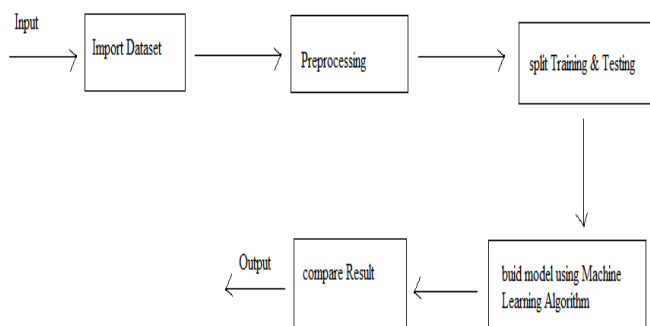 Input
Import Dataset
Preprocessing
split Training & Testing
buid model using Machine
Learning Algorithm
compare Result
Output